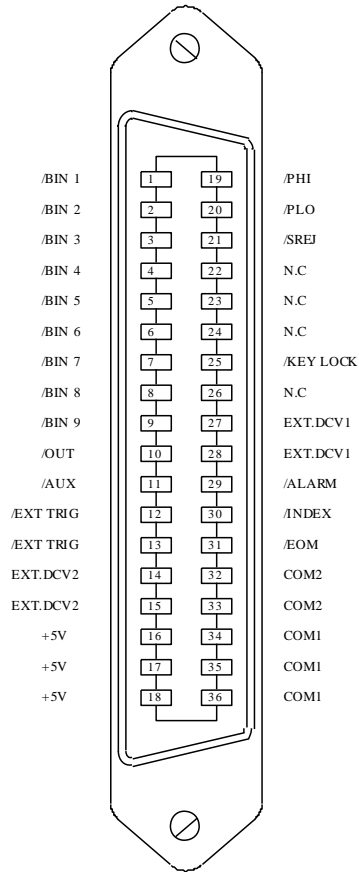 /BIN 1 1 19 /PHI
/BIN 2 2 20 /PLO
/BIN 3 3 21 /SREJ
/BIN 4 4 22 N.C
/BIN 5 5 23 N.C
/BIN 6 6 24 N.C
/BIN 7 7 25 /KEY LOCK
/BIN 8 8 26 N.C
/BIN 9 9 27 EXT.DCV1
/OUT 10 28 EXT.DCV1
/AUX 11 29 /ALARM
/EXT TRIG 12 30 /INDEX
/EXT TRIG 13 31 /EOM
EXT.DCV2 14 32 COM2
EXT.DCV2 15 33 COM2
+5V 16 34 COM1
+5V 17 35 COM1
+5V 18 36 COM1